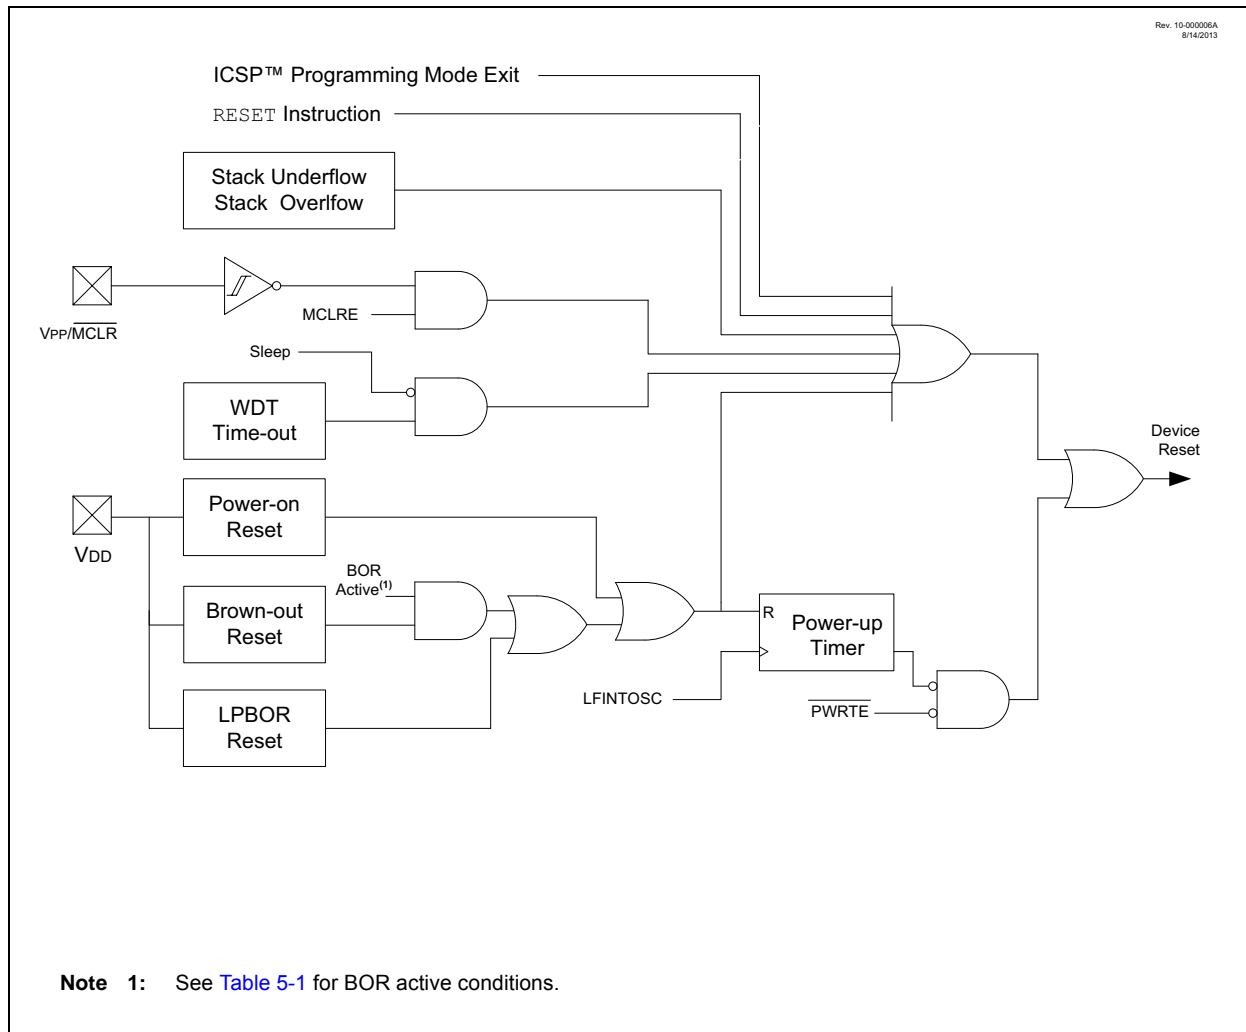 Rev. 10-000006A
8/14/2013
ICSP™ Programming Mode Exit
RESET Instruction
Stack Underflow
Stack Overlfow
VPP/M̅C̅L̅R̅
MCLRE
Sleep
WDT
Time-out
Device
Reset
VDD
Power-on
Reset
BOR
Active(1)
Brown-out
Reset
R
Power-up
Timer
LFINTOSC
P̅W̅R̅T̅E̅
LPBOR
Reset
Note 1: See Table 5-1 for BOR active conditions.